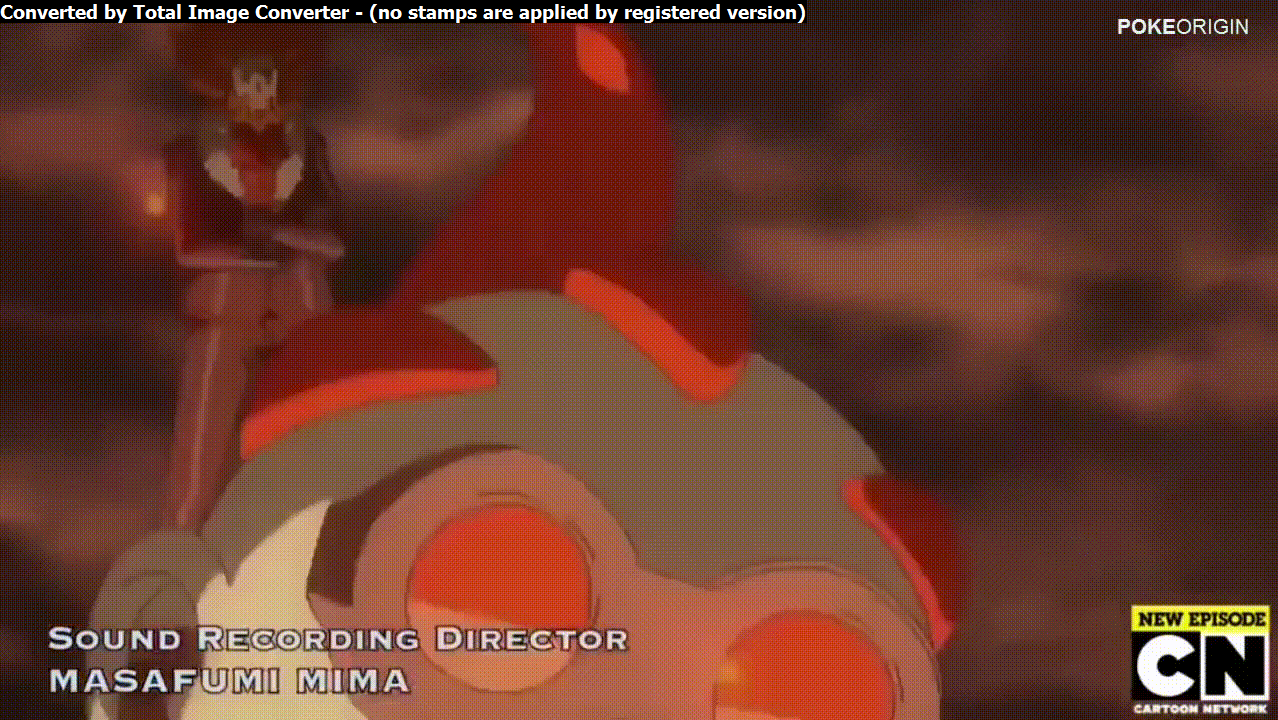 Converted by Total Image Converter - (no stamps are applied by registered version)
POKEORIGIN
SOUND RECORDING DIRECTOR
MASAFUMI MIMA
NEW EPISODE
CN
CARTOON NETWORK